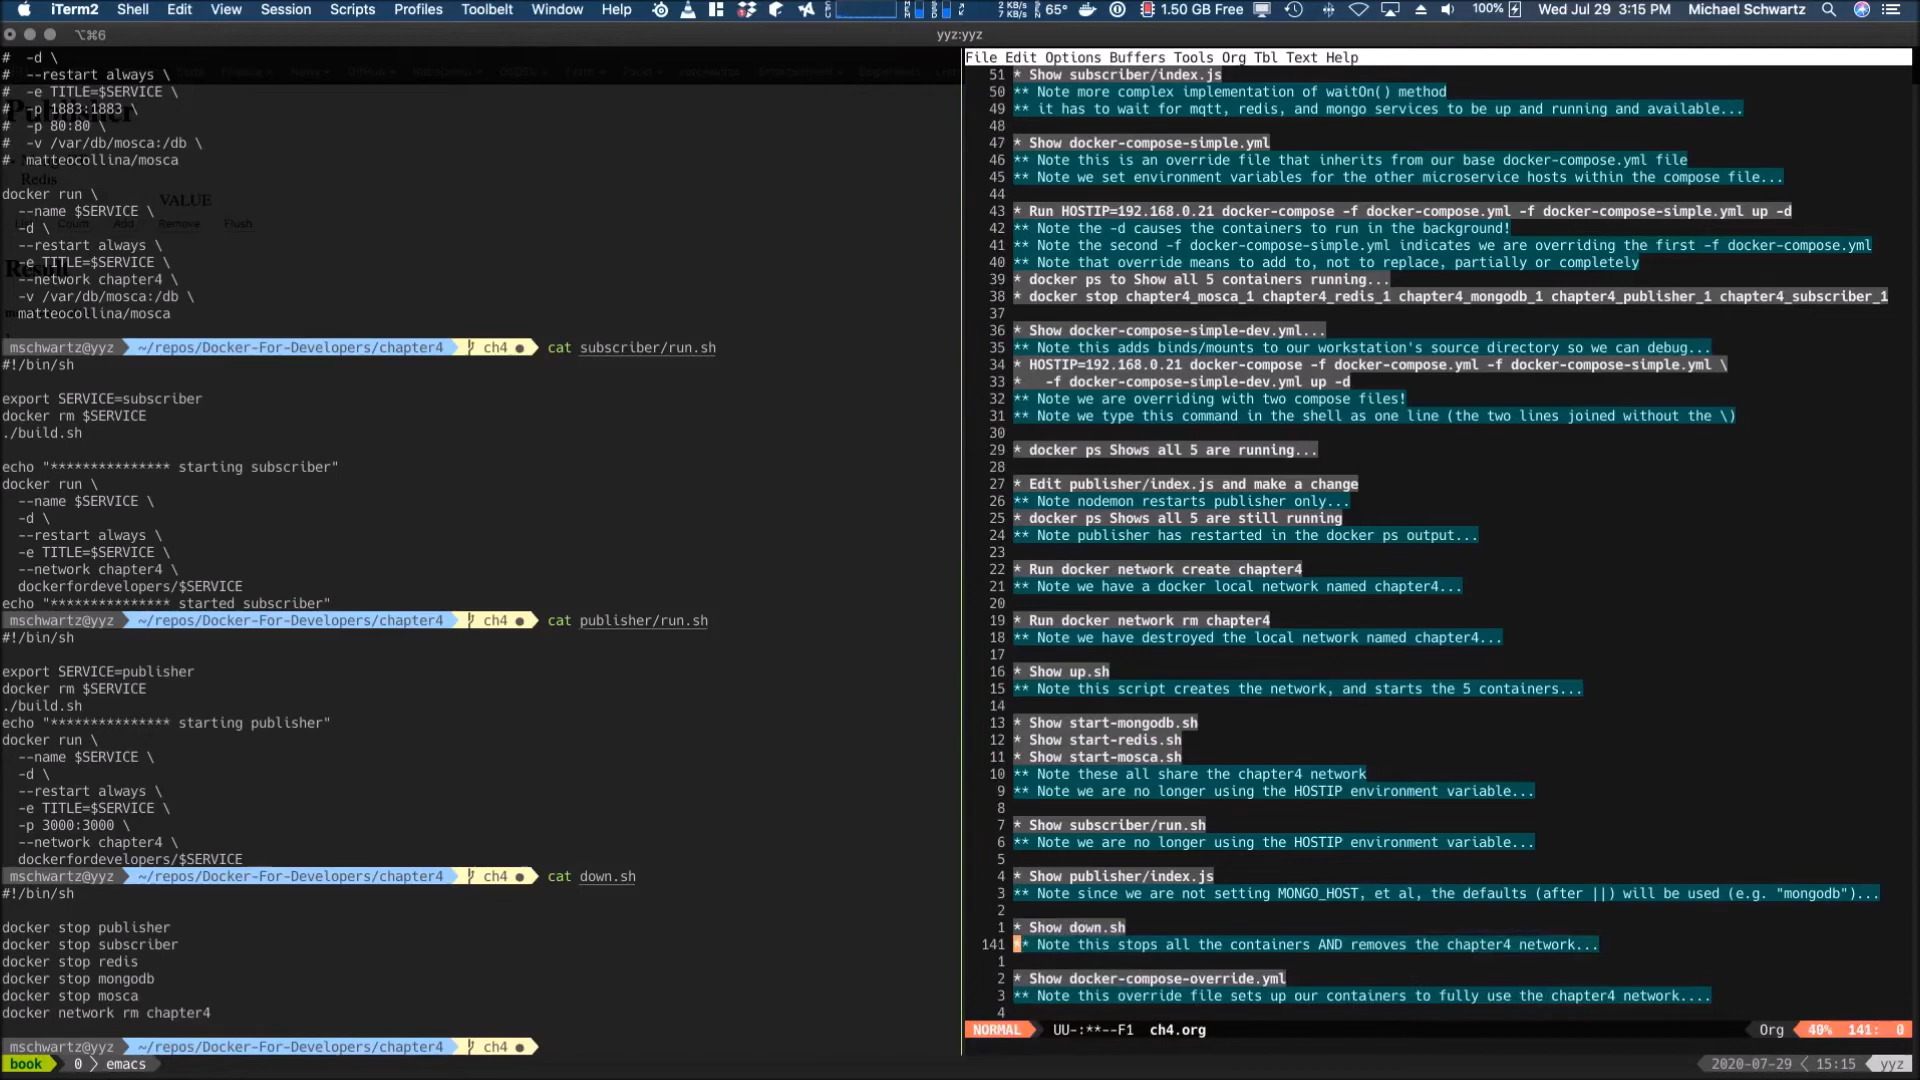 iTerm2 Shell Edit View Session Scripts Profiles Toolbelt Window Help 2 KB/s 7 KB/s 65° 1.50 GB Free 100% Wed Jul 29 3:15 PM Michael Schwartz
⌥⌘6 yyz:yyz
#  -d \
#  --restart always \
#  -e TITLE=$SERVICE \
#  -p 1883:1883 \
#  -p 80:80 \
#  -v /var/db/mosca:/db \
#  matteocollina/mosca
Publisher
Redis
VALUE
Count Add Remove Flush
Result
docker run \
  --name $SERVICE \
  -d \
  --restart always \
  -e TITLE=$SERVICE \
  --network chapter4 \
  -v /var/db/mosca:/db \
  matteocollina/mosca
mschwartz@yyz ~/repos/Docker-For-Developers/chapter4 ch4 ● cat subscriber/run.sh
#!/bin/sh
export SERVICE=subscriber
docker rm $SERVICE
./build.sh
echo "*************** starting subscriber"
docker run \
  --name $SERVICE \
  -d \
  --restart always \
  -e TITLE=$SERVICE \
  --network chapter4 \
  dockerfordevelopers/$SERVICE
echo "*************** started subscriber"
mschwartz@yyz ~/repos/Docker-For-Developers/chapter4 ch4 ● cat publisher/run.sh
#!/bin/sh
export SERVICE=publisher
docker rm $SERVICE
./build.sh
echo "*************** starting publisher"
docker run \
  --name $SERVICE \
  -d \
  --restart always \
  -e TITLE=$SERVICE \
  -p 3000:3000 \
  --network chapter4 \
  dockerfordevelopers/$SERVICE
mschwartz@yyz ~/repos/Docker-For-Developers/chapter4 ch4 ● cat down.sh
#!/bin/sh
docker stop publisher
docker stop subscriber
docker stop redis
docker stop mongodb
docker stop mosca
docker network rm chapter4
mschwartz@yyz ~/repos/Docker-For-Developers/chapter4 ch4 ●
File Edit Options Buffers Tools Org Tbl Text Help
51 * Show subscriber/index.js
50 ** Note more complex implementation of waitOn() method
49 ** it has to wait for mqtt, redis, and mongo services to be up and running and available...
48
47 * Show docker-compose-simple.yml
46 ** Note this is an override file that inherits from our base docker-compose.yml file
45 ** Note we set environment variables for the other microservice hosts within the compose file...
44
43 * Run HOSTIP=192.168.0.21 docker-compose -f docker-compose.yml -f docker-compose-simple.yml up -d
42 ** Note the -d causes the containers to run in the background!
41 ** Note the second -f docker-compose-simple.yml indicates we are overriding the first -f docker-compose.yml
40 ** Note that override means to add to, not to replace, partially or completely
39 * docker ps to Show all 5 containers running...
38 * docker stop chapter4_mosca_1 chapter4_redis_1 chapter4_mongodb_1 chapter4_publisher_1 chapter4_subscriber_1
37
36 * Show docker-compose-simple-dev.yml...
35 ** Note this adds binds/mounts to our workstation's source directory so we can debug...
34 * HOSTIP=192.168.0.21 docker-compose -f docker-compose.yml -f docker-compose-simple.yml \
33 *   -f docker-compose-simple-dev.yml up -d
32 ** Note we are overriding with two compose files!
31 ** Note we type this command in the shell as one line (the two lines joined without the \)
30
29 * docker ps Shows all 5 are running...
28
27 * Edit publisher/index.js and make a change
26 ** Note nodemon restarts publisher only...
25 * docker ps Shows all 5 are still running
24 ** Note publisher has restarted in the docker ps output...
23
22 * Run docker network create chapter4
21 ** Note we have a docker local network named chapter4...
20
19 * Run docker network rm chapter4
18 ** Note we have destroyed the local network named chapter4...
17
16 * Show up.sh
15 ** Note this script creates the network, and starts the 5 containers...
14
13 * Show start-mongodb.sh
12 * Show start-redis.sh
11 * Show start-mosca.sh
10 ** Note these all share the chapter4 network
9 ** Note we are no longer using the HOSTIP environment variable...
8
7 * Show subscriber/run.sh
6 ** Note we are no longer using the HOSTIP environment variable...
5
4 * Show publisher/index.js
3 ** Note since we are not setting MONGO_HOST, et al, the defaults (after ||) will be used (e.g. "mongodb")...
2
1 * Show down.sh
141 ** Note this stops all the containers AND removes the chapter4 network...
1
2 * Show docker-compose-override.yml
3 ** Note this override file sets up our containers to fully use the chapter4 network....
4
NORMAL UU-:**--F1 ch4.org Org 40% 141: 0
book 0 emacs 2020-07-29 15:15 yyz